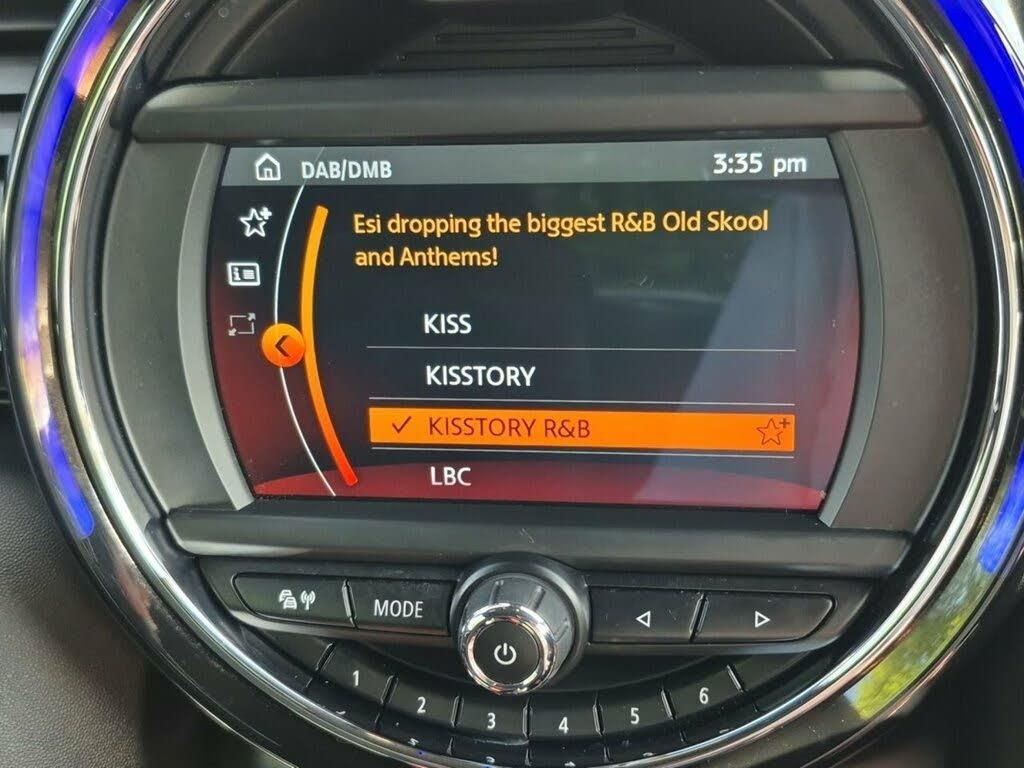 DAB/DMB 3:35 pm
Esi dropping the biggest R&B Old Skool
and Anthems!
KISS
KISSTORY
KISSTORY R&B
LBC
MODE
1 2 3 4 5 6